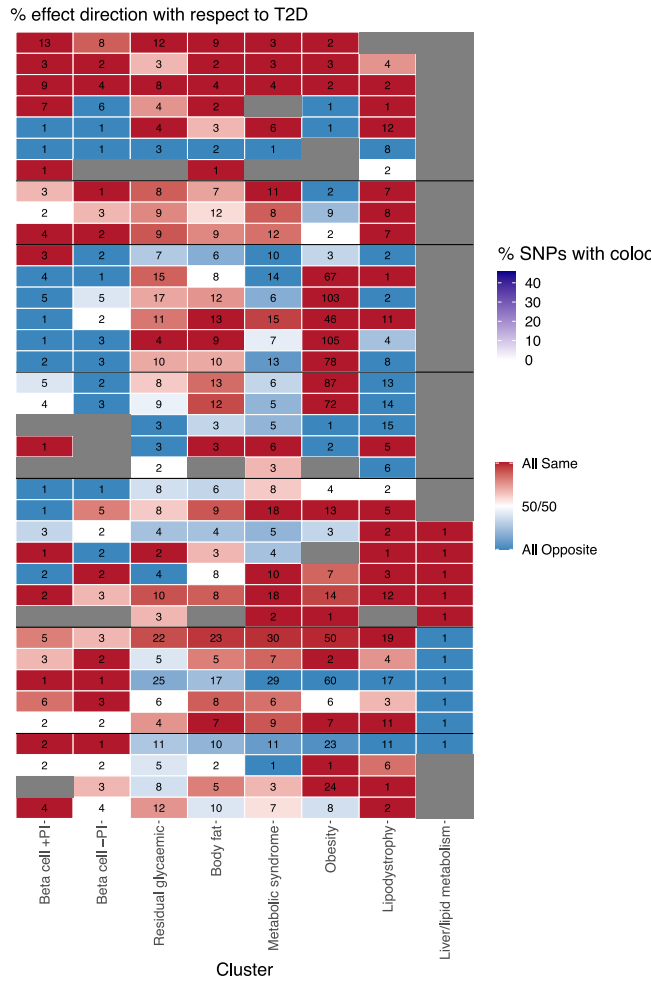 % effect direction with respect to T2D
13 8 12 9 3 2
3 2 3 2 3 3 4
9 4 8 4 4 2 2
7 6 4 2 1 1
1 1 4 3 6 1 12
1 1 3 2 1 8
1 1 2
3 1 8 7 11 2 7
2 3 9 12 8 9 8
4 2 9 9 12 2 7
3 2 7 6 10 3 2
4 1 15 8 14 67 1
5 5 17 12 6 103 2
1 2 11 13 15 46 11
1 3 4 9 7 105 4
2 3 10 10 13 78 8
5 2 8 13 6 87 13
4 3 9 12 5 72 14
3 3 5 1 15
1 3 3 6 2 5
2 3 6
1 1 8 6 8 4 2
1 5 8 9 18 13 5
3 2 4 4 5 3 2 1
1 2 2 3 4 1 1
2 2 4 8 10 7 3 1
2 3 10 8 18 14 12 1
3 2 1 1
5 3 22 23 30 50 19 1
3 2 5 5 7 2 4 1
1 1 25 17 29 60 17 1
6 3 6 8 6 6 3 1
2 2 4 7 9 7 11 1
2 1 11 10 11 23 11 1
2 2 5 2 1 1 6
3 8 5 3 24 1
4 4 12 10 7 8 2
Beta cell +PI
Beta cell −PI
Residual glycaemic
Body fat
Metabolic syndrome
Obesity
Lipodystrophy
Liver/lipid metabolism
Cluster
% SNPs with coloc
40
30
20
10
0
All Same
50/50
All Opposite